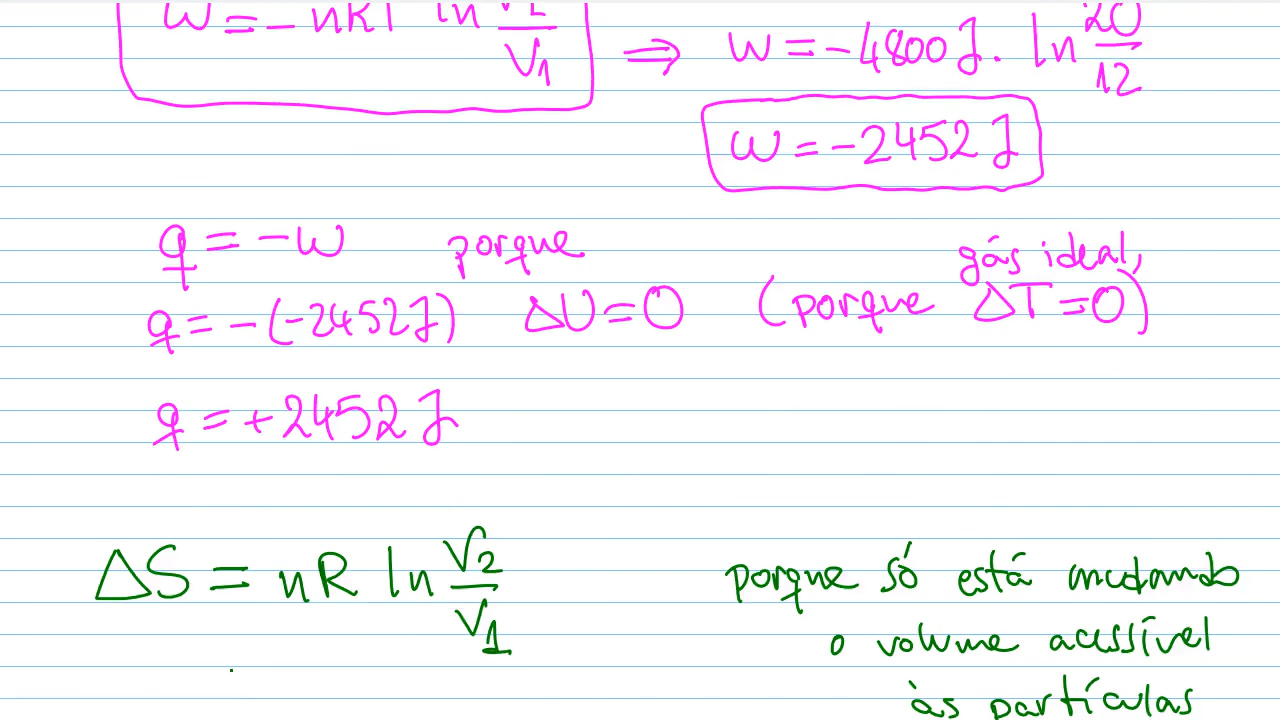 W = -nRT ln V₂/V₁ ⇒ W = -4800 J · ln 20/12
W = -2452 J
q = -W porque
gás ideal,
q = -(-2452 J) ΔU = 0 (porque ΔT = 0)
q = +2452 J
ΔS = nR ln V₂/V₁ porque só está mudando
o volume acessível
às partículas